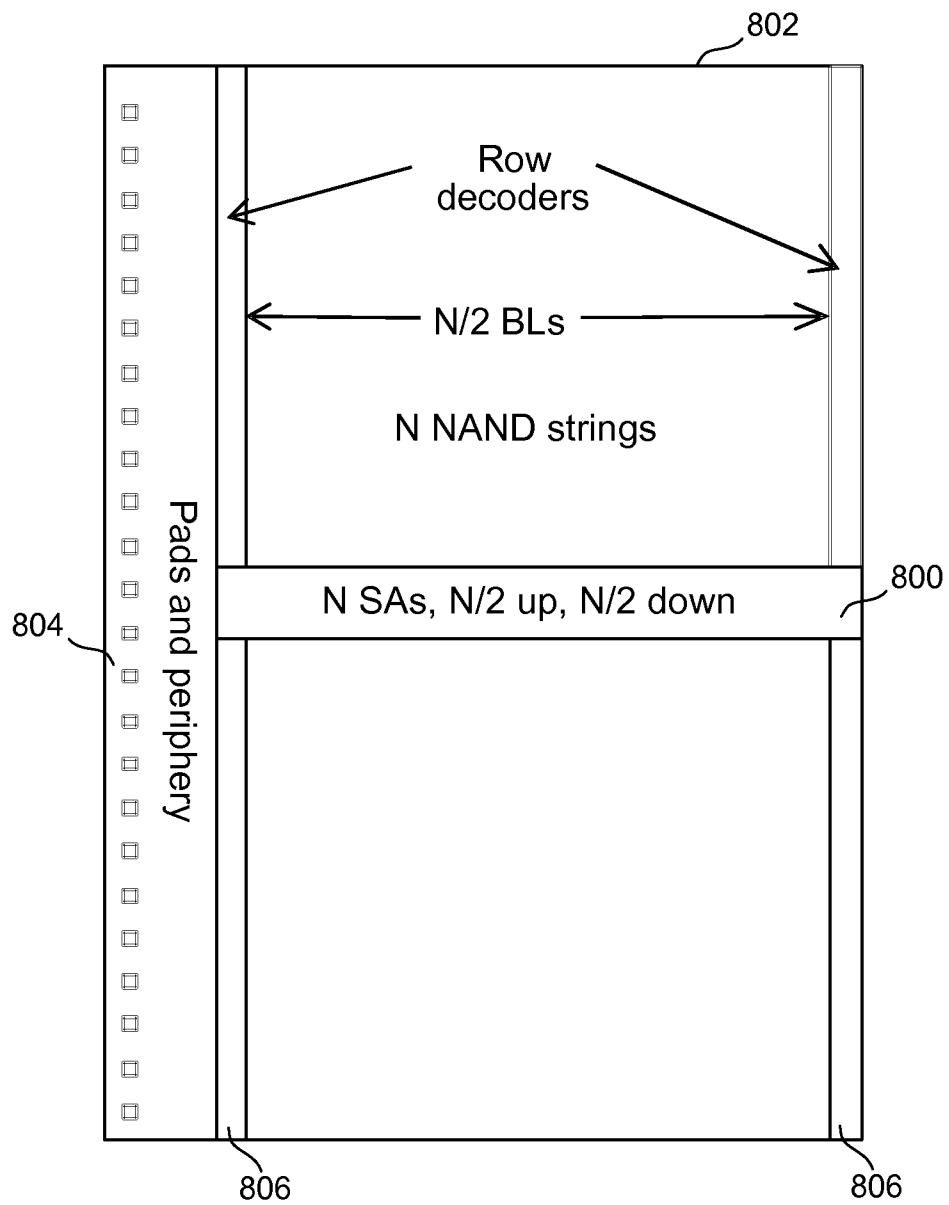 802
Row
decoders
N/2 BLs
N NAND strings
N SAs, N/2 up, N/2 down
800
Pads and periphery
804
806
806